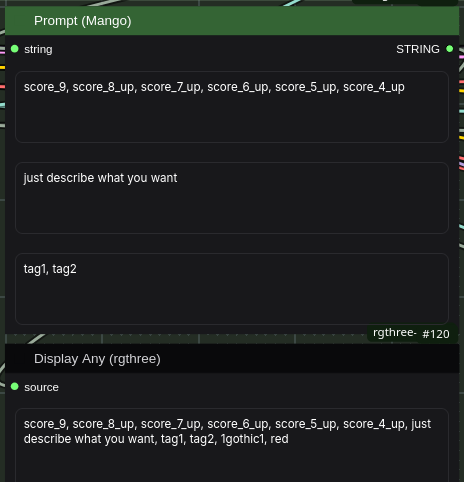 Prompt (Mango)
string
STRING
score_9, score_8_up, score_7_up, score_6_up, score_5_up, score_4_up
just describe what you want
tag1, tag2
rgthree-
#120
Display Any (rgthree)
source
score_9, score_8_up, score_7_up, score_6_up, score_5_up, score_4_up, just
describe what you want, tag1, tag2, 1gothic1, red